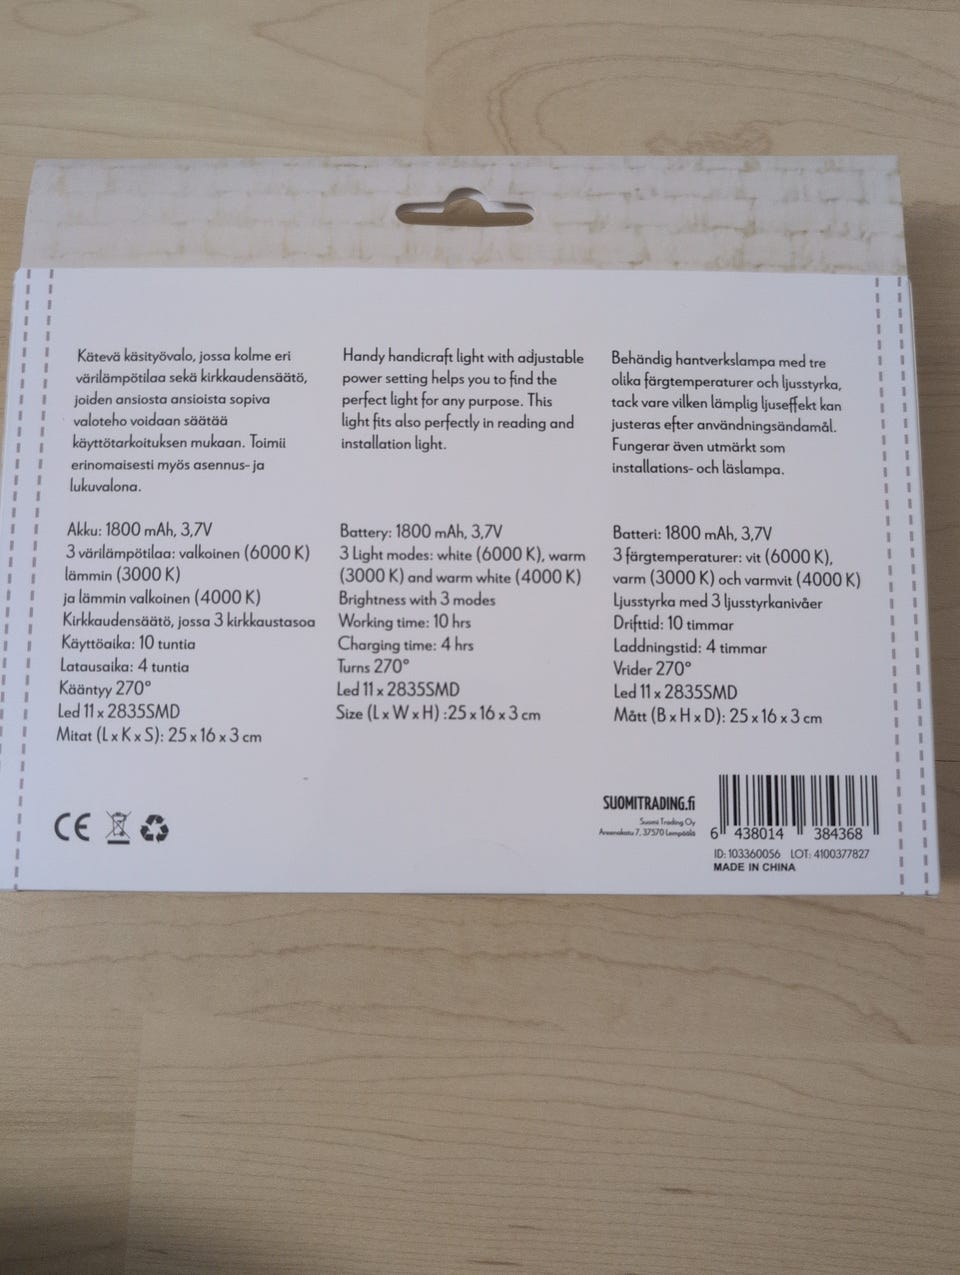 Kätevä käsityövalo, jossa kolme eri
värilämpötilaa sekä kirkkaudensäätö,
joiden ansiosta ansioista sopiva
valoteho voidaan säätää
käyttötarkoituksen mukaan. Toimii
erinomaisesti myös asennus- ja
lukuvalona.
Akku: 1800 mAh, 3,7V
3 värilämpötilaa: valkoinen (6000 K)
lämmin (3000 K)
ja lämmin valkoinen (4000 K)
Kirkkaudensäätö, jossa 3 kirkkaustasoa
Käyttöaika: 10 tuntia
Latausaika: 4 tuntia
Kääntyy 270°
Led 11 x 2835SMD
Mitat (L x K x S): 25 x 16 x 3 cm
Handy handicraft light with adjustable
power setting helps you to find the
perfect light for any purpose. This
light fits also perfectly in reading and
installation light.
Battery: 1800 mAh, 3,7V
3 Light modes: white (6000 K), warm
(3000 K) and warm white (4000 K)
Brightness with 3 modes
Working time: 10 hrs
Charging time: 4 hrs
Turns 270°
Led 11 x 2835SMD
Size (L x W x H) :25 x 16 x 3 cm
Behändig hantverkslampa med tre
olika färgtemperaturer och ljusstyrka,
tack vare vilken lämplig ljuseffekt kan
justeras efter användningsändamål.
Fungerar även utmärkt som
installations- och läslampa.
Batteri: 1800 mAh, 3,7V
3 färgtemperaturer: vit (6000 K),
varm (3000 K) och varmvit (4000 K)
Ljusstyrka med 3 ljusstyrkanivåer
Drifttid: 10 timmar
Laddningstid: 4 timmar
Vrider 270°
Led 11 x 2835SMD
Mått (B x H x D): 25 x 16 x 3 cm
CE
SUOMITRADING.fi
Suomi Trading Oy
Areenakatu 7, 37570 Lempäälä
6 438014 384368
ID: 103360056 LOT: 4100377827
MADE IN CHINA